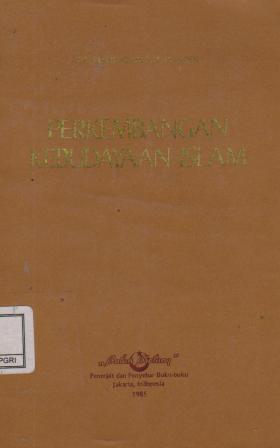 PERKEMBANGAN
KEBUDAYAAN ISLAM
„Bulan Bintang"
Penerbit dan Penyebar Buku-buku
Jakarta, Indonesia
1985
PGRI